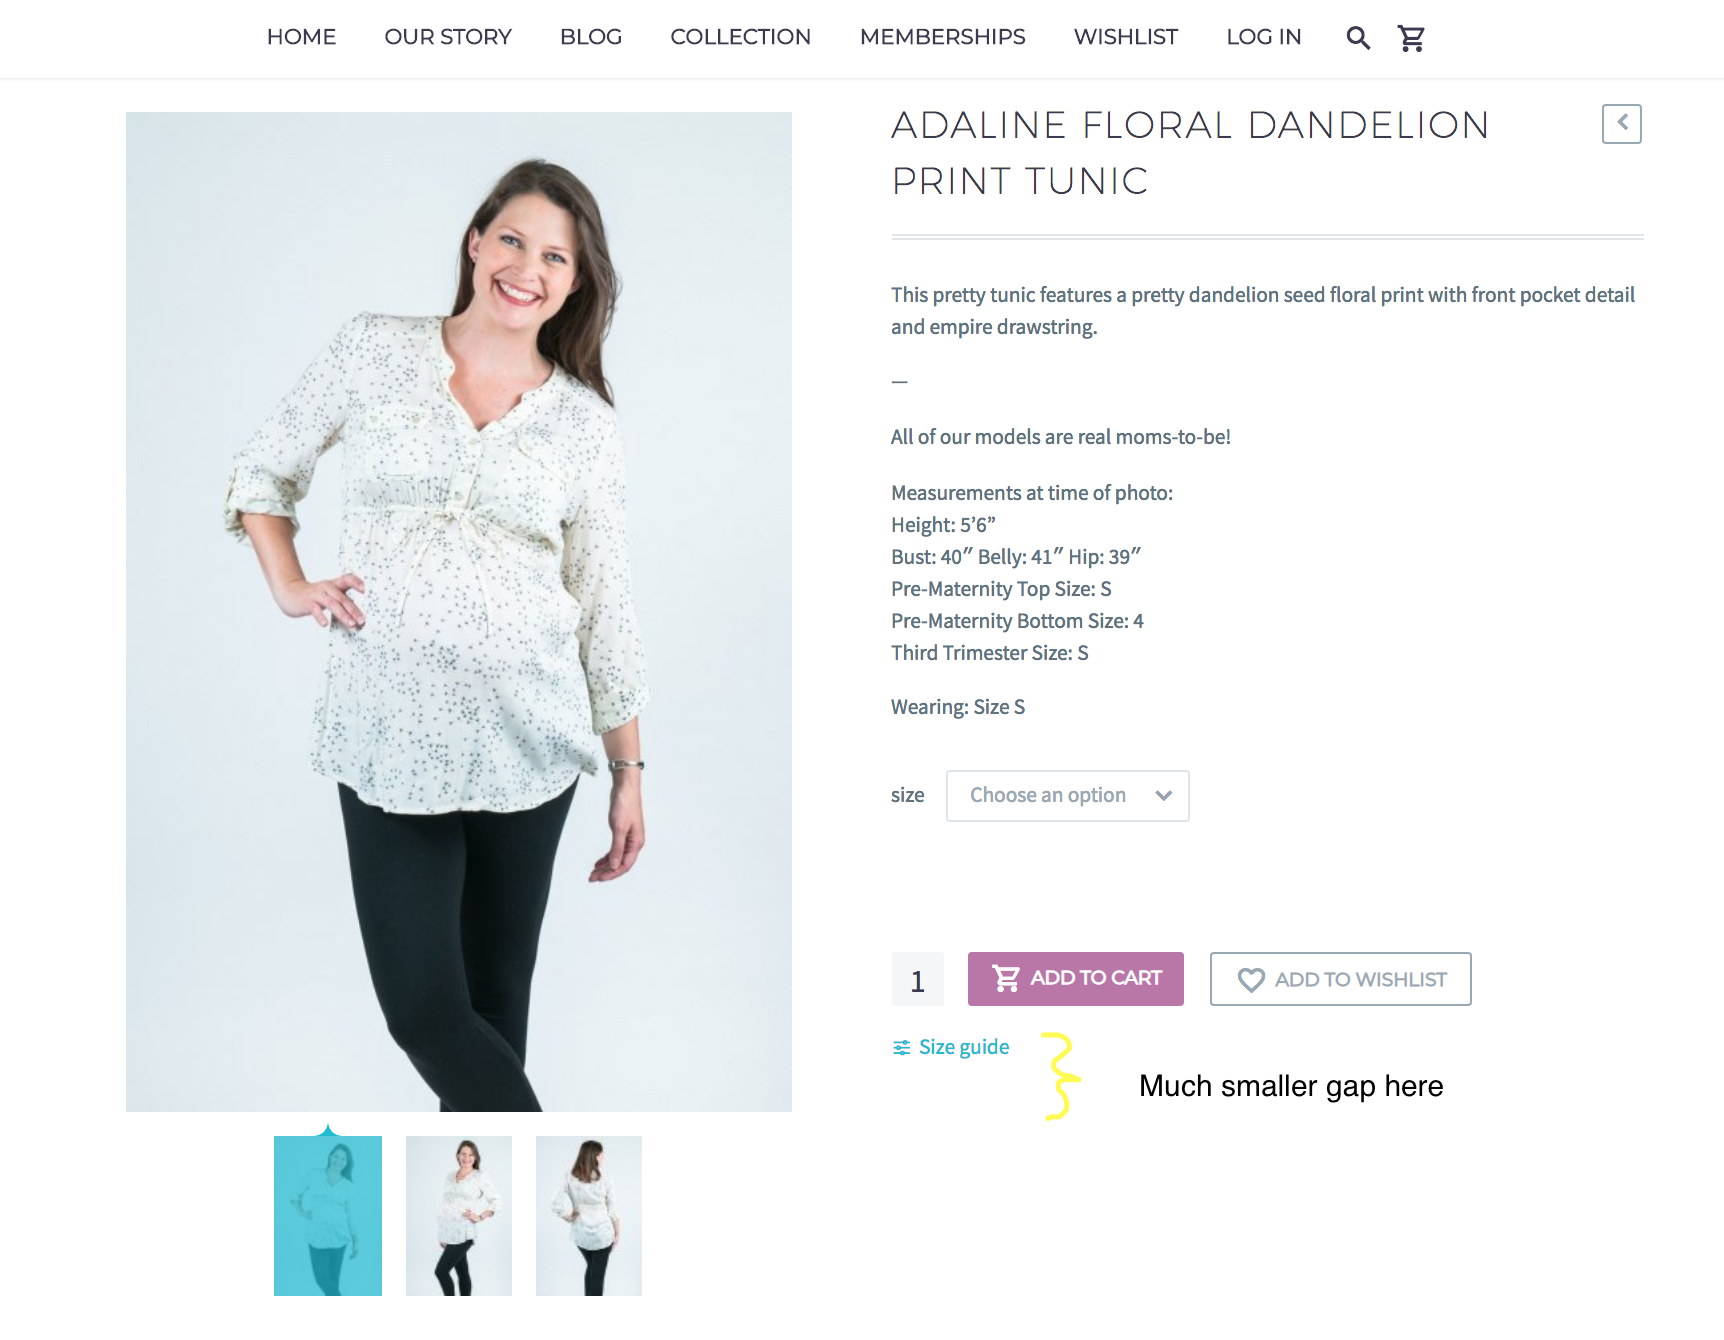 HOME OUR STORY BLOG COLLECTION MEMBERSHIPS WISHLIST LOG IN
ADALINE FLORAL DANDELION
PRINT TUNIC
This pretty tunic features a pretty dandelion seed floral print with front pocket detail
and empire drawstring.
—
All of our models are real moms-to-be!
Measurements at time of photo:
Height: 5’6”
Bust: 40″ Belly: 41″ Hip: 39″
Pre-Maternity Top Size: S
Pre-Maternity Bottom Size: 4
Third Trimester Size: S
Wearing: Size S
size Choose an option
1 ADD TO CART ADD TO WISHLIST
Size guide
Much smaller gap here